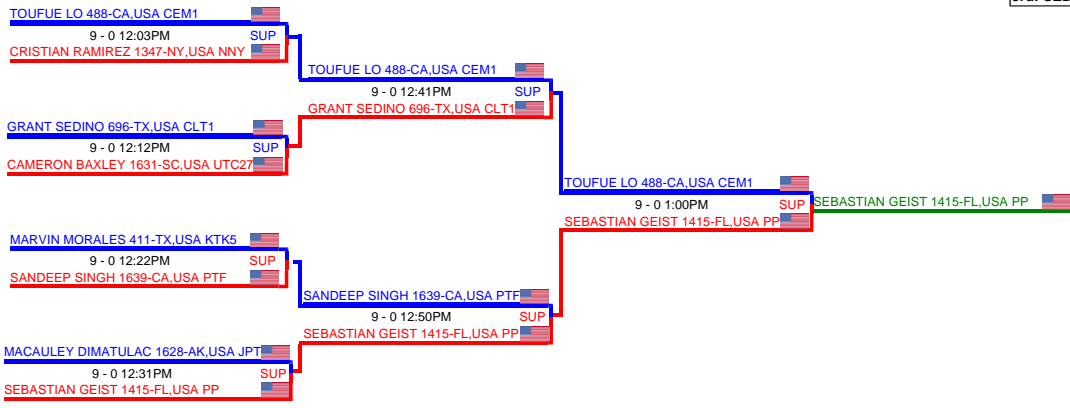 TOUFUE LO 488-CA,USA CEM1
9 - 0 12:03PM SUP
CRISTIAN RAMIREZ 1347-NY,USA NNY
TOUFUE LO 488-CA,USA CEM1
9 - 0 12:41PM SUP
GRANT SEDINO 696-TX,USA CLT1
GRANT SEDINO 696-TX,USA CLT1
9 - 0 12:12PM SUP
CAMERON BAXLEY 1631-SC,USA UTC27
TOUFUE LO 488-CA,USA CEM1
9 - 0 1:00PM SUP
SEBASTIAN GEIST 1415-FL,USA PP
SEBASTIAN GEIST 1415-FL,USA PP
MARVIN MORALES 411-TX,USA KTK5
9 - 0 12:22PM SUP
SANDEEP SINGH 1639-CA,USA PTF
SANDEEP SINGH 1639-CA,USA PTF
9 - 0 12:50PM SUP
SEBASTIAN GEIST 1415-FL,USA PP
MACAULEY DIMATULAC 1628-AK,USA JPT
9 - 0 12:31PM SUP
SEBASTIAN GEIST 1415-FL,USA PP